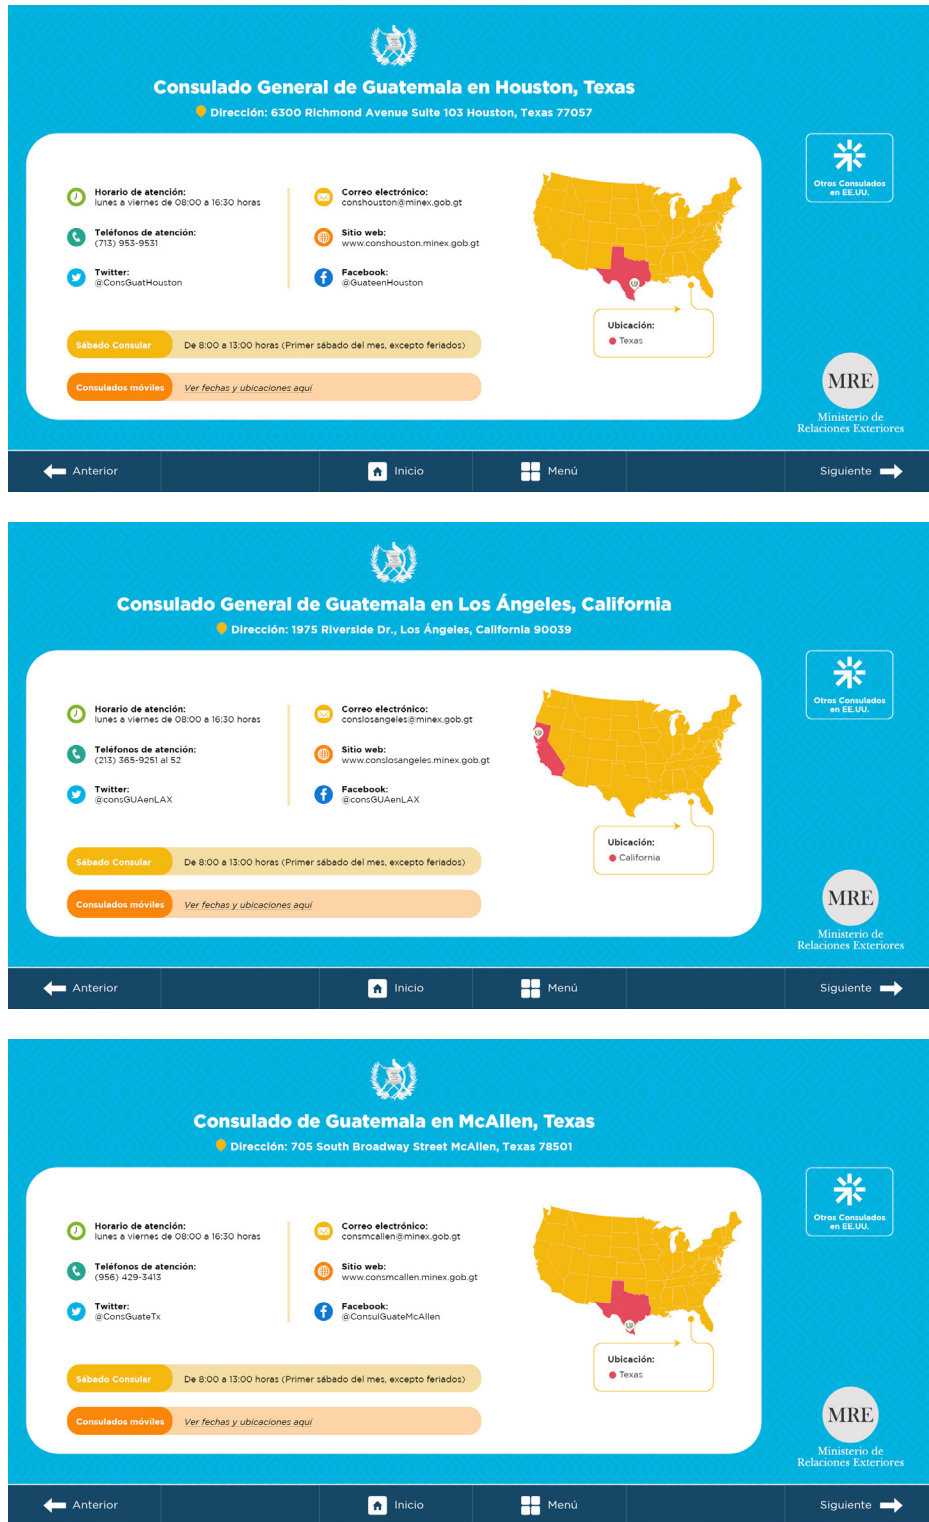 Consulado General de Guatemala en Houston, Texas
Dirección: 6300 Richmond Avenue Suite 103 Houston, Texas 77057
Horario de atención:
lunes a viernes de 08:00 a 16:30 horas
Teléfonos de atención:
(713) 953-9531
Twitter:
@ConsGuatHouston
Correo electrónico:
conshouston@minex.gob.gt
Sitio web:
www.conshouston.minex.gob.gt
Facebook:
@GuateenHouston
Ubicación:
Texas
Sábado Consular
De 8:00 a 13:00 horas (Primer sábado del mes, excepto feriados)
Consulados móviles
Ver fechas y ubicaciones aquí
Otros Consulados
en EE.UU.
MRE
Ministerio de
Relaciones Exteriores
Anterior
Inicio
Menú
Siguiente
Consulado General de Guatemala en Los Ángeles, California
Dirección: 1975 Riverside Dr., Los Ángeles, California 90039
Horario de atención:
lunes a viernes de 08:00 a 16:30 horas
Teléfonos de atención:
(213) 365-9251 al 52
Twitter:
@consGUAenLAX
Correo electrónico:
conslosangeles@minex.gob.gt
Sitio web:
www.conslosangeles.minex.gob.gt
Facebook:
@consGUAenLAX
Ubicación:
California
Sábado Consular
De 8:00 a 13:00 horas (Primer sábado del mes, excepto feriados)
Consulados móviles
Ver fechas y ubicaciones aquí
Otros Consulados
en EE.UU.
MRE
Ministerio de
Relaciones Exteriores
Anterior
Inicio
Menú
Siguiente
Consulado de Guatemala en McAllen, Texas
Dirección: 705 South Broadway Street McAllen, Texas 78501
Horario de atención:
lunes a viernes de 08:00 a 16:30 horas
Teléfonos de atención:
(956) 429-3413
Twitter:
@ConsGuateTx
Correo electrónico:
consmcallen@minex.gob.gt
Sitio web:
www.consmcallen.minex.gob.gt
Facebook:
@ConsulGuateMcAllen
Ubicación:
Texas
Sábado Consular
De 8:00 a 13:00 horas (Primer sábado del mes, excepto feriados)
Consulados móviles
Ver fechas y ubicaciones aquí
Otros Consulados
en EE.UU.
MRE
Ministerio de
Relaciones Exteriores
Anterior
Inicio
Menú
Siguiente